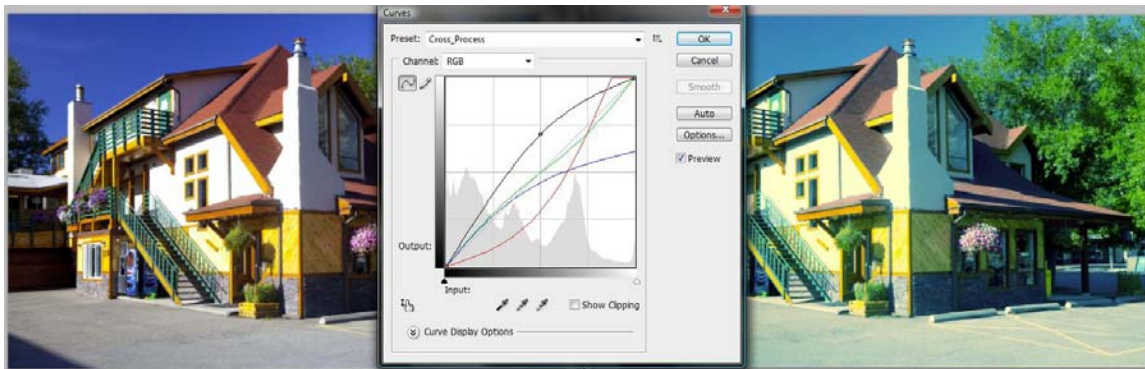 Curves
Preset: Cross_Process
OK
Channel: RGB
Cancel
Smooth
Auto
Options...
Preview
Output:
Input:
Show Clipping
Curve Display Options